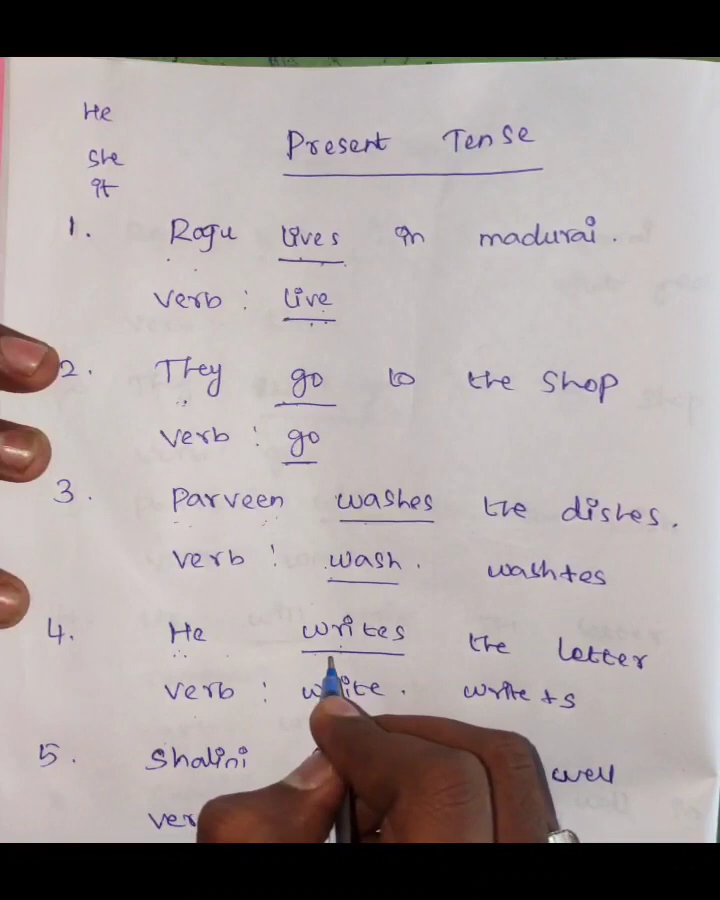 He
She
it
Present Tense
1. Ragu lives in madurai.
verb : live
2. They go to the shop
verb : go
3. Parveen washes the dishes.
verb : wash. wash+es
4. He writes the letter
verb : write. write+s
5. Shalini well